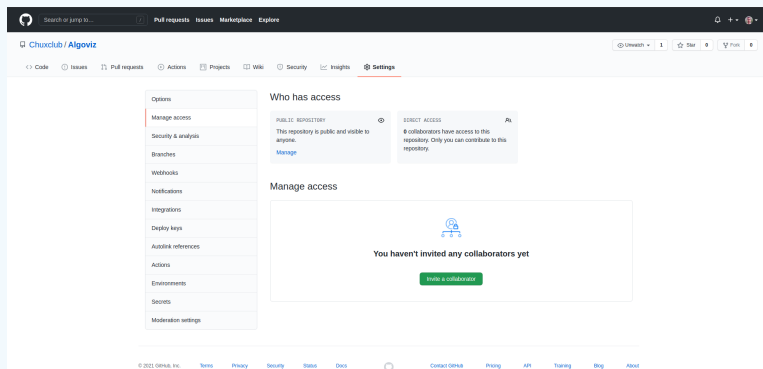 Search or jump to... /
Pull requests Issues Marketplace Explore
Chuxclub / Algoviz
Unwatch 1 Star 0 Fork 0
Code Issues Pull requests Actions Projects Wiki Security Insights Settings
Options
Manage access
Security & analysis
Branches
Webhooks
Notifications
Integrations
Deploy keys
Autolink references
Actions
Environments
Secrets
Moderation settings
Who has access
PUBLIC REPOSITORY
This repository is public and visible to
anyone.
Manage
DIRECT ACCESS
0 collaborators have access to this
repository. Only you can contribute to this
repository.
Manage access
You haven't invited any collaborators yet
Invite a collaborator
© 2021 GitHub, Inc. Terms Privacy Security Status Docs Contact GitHub Pricing API Training Blog About